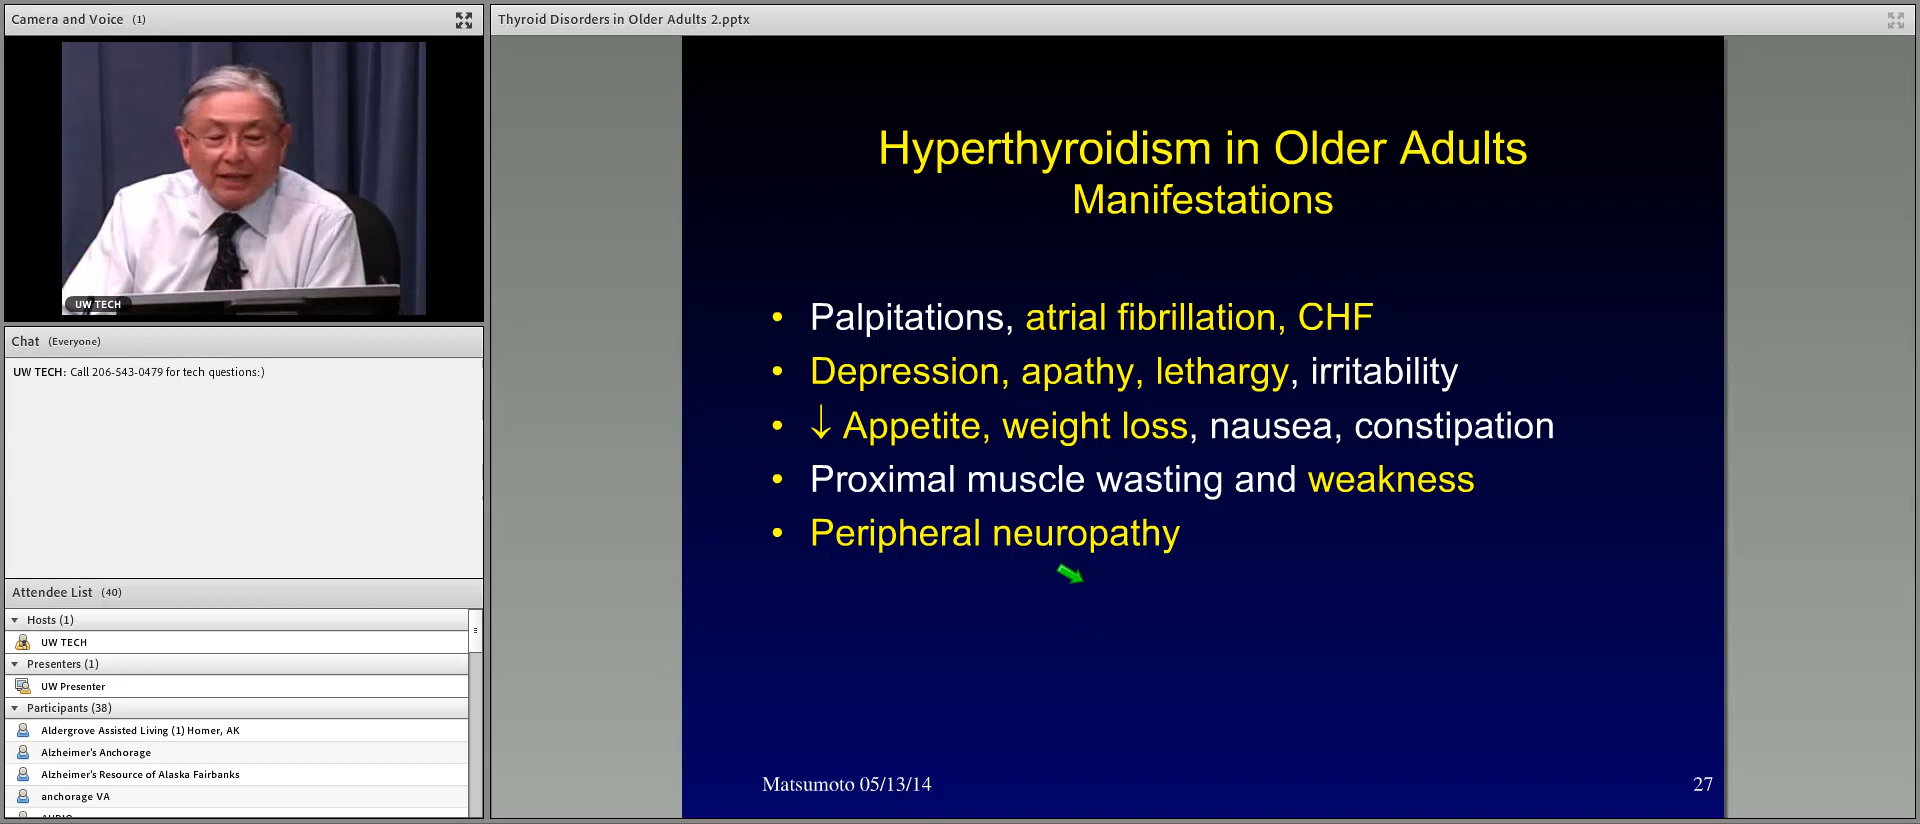 Camera and Voice (1)
UW TECH
Chat (Everyone)
UW TECH: Call 206-543-0479 for tech questions:)
Attendee List (40)
Hosts (1)
UW TECH
Presenters (1)
UW Presenter
Participants (38)
Aldergrove Assisted Living (1) Homer, AK
Alzheimer's Anchorage
Alzheimer's Resource of Alaska Fairbanks
anchorage VA
Thyroid Disorders in Older Adults 2.pptx
Hyperthyroidism in Older Adults
Manifestations
• Palpitations, atrial fibrillation, CHF
• Depression, apathy, lethargy, irritability
• ↓ Appetite, weight loss, nausea, constipation
• Proximal muscle wasting and weakness
• Peripheral neuropathy
Matsumoto 05/13/14
27